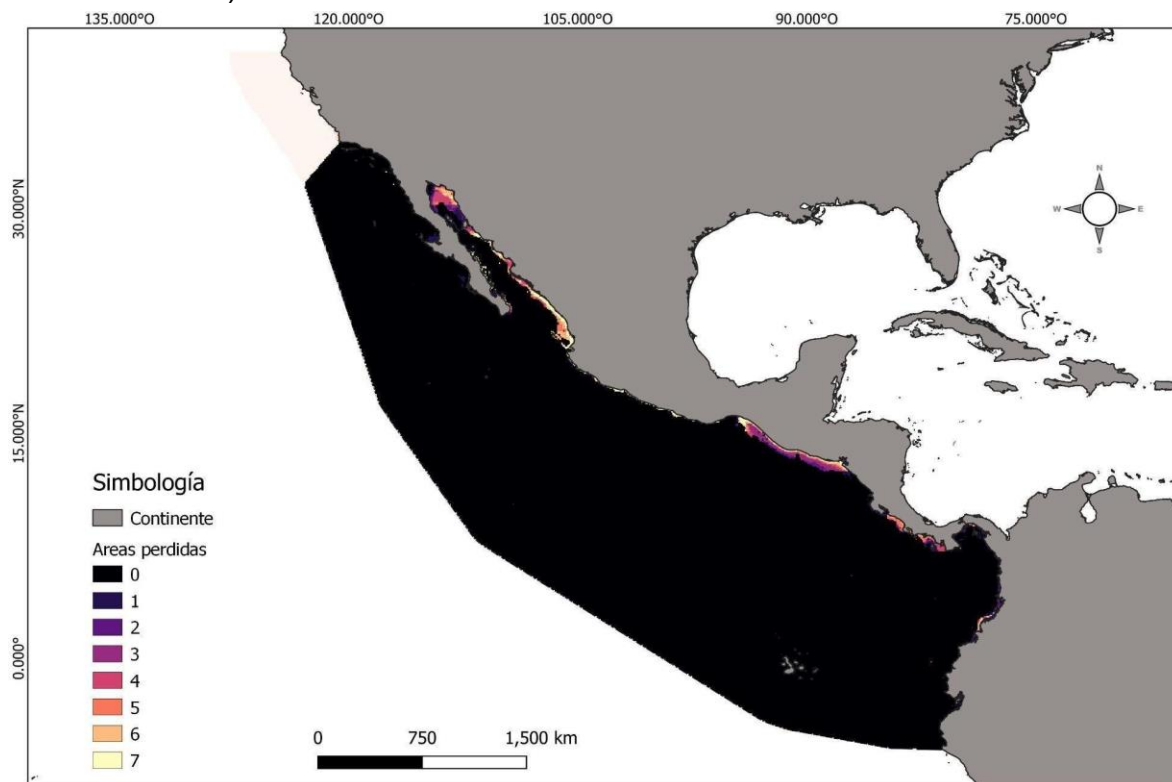 )
135.000°O 120.000°O 105.000°O 90.000°O 75.000°O
30.000°N
15.000°N
0.000°
N
W E
S
Simbología
Continente
Areas perdidas
0
1
2
3
4
5
6
7
0 750 1,500 km